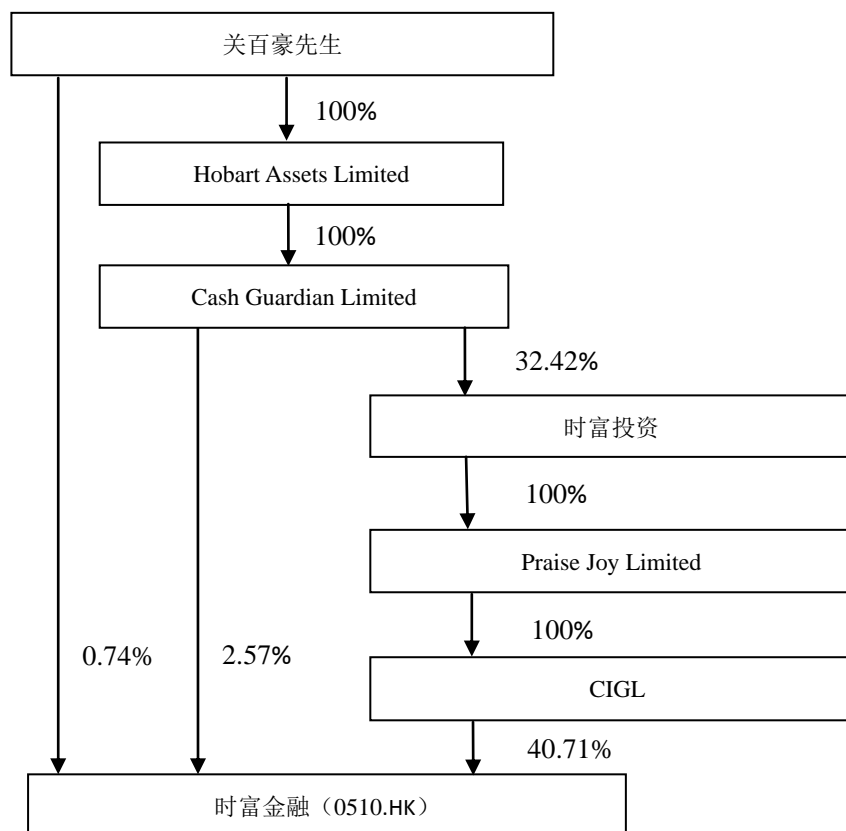 关百豪先生
100%
Hobart Assets Limited
100%
Cash Guardian Limited
32.42%
时富投资
100%
Praise Joy Limited
100%
0.74%
2.57%
CIGL
40.71%
时富金融（0510.HK）